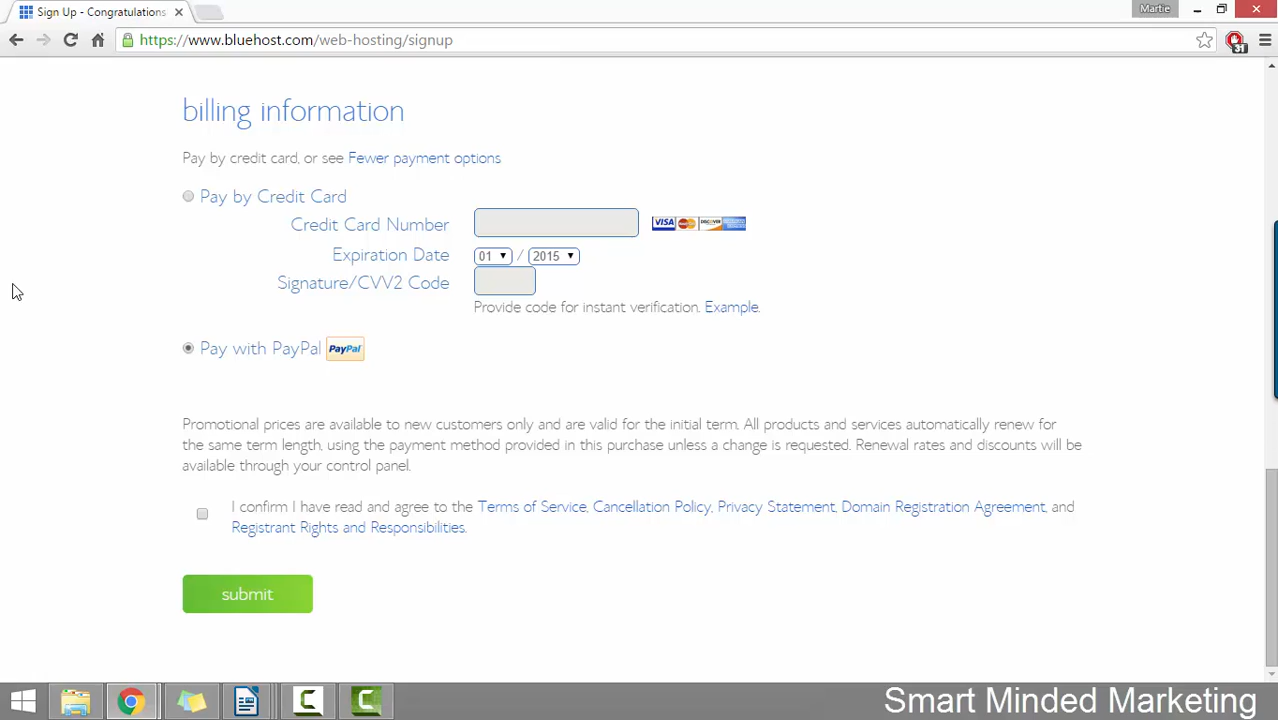 Sign Up - Congratulations
Martie
https://www.bluehost.com/web-hosting/signup
31
billing information
Pay by credit card, or see Fewer payment options
Pay by Credit Card
Credit Card Number
VISA MasterCard DISCOVER
Expiration Date 01 / 2015
Signature/CVV2 Code
Provide code for instant verification. Example.
Pay with PayPal PayPal
Promotional prices are available to new customers only and are valid for the initial term. All products and services automatically renew for
the same term length, using the payment method provided in this purchase unless a change is requested. Renewal rates and discounts will be
available through your control panel.
I confirm I have read and agree to the Terms of Service, Cancellation Policy, Privacy Statement, Domain Registration Agreement, and
Registrant Rights and Responsibilities.
submit
Smart Minded Marketing